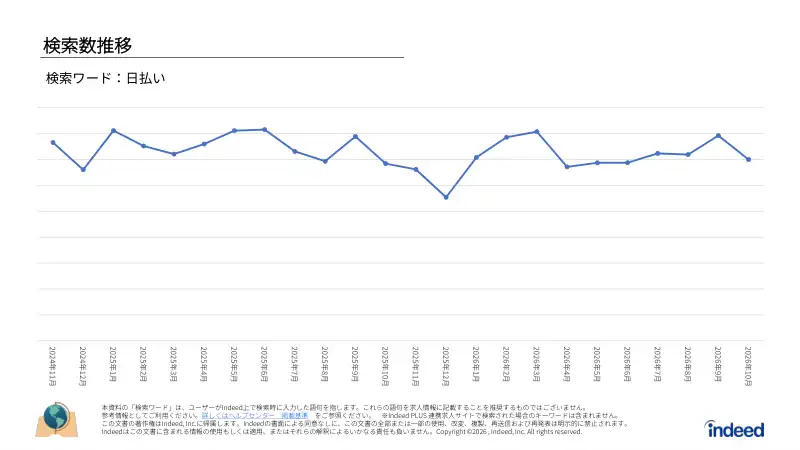 検索数推移
検索ワード：日払い
2024年11月
2024年12月
2025年1月
2025年2月
2025年3月
2025年4月
2025年5月
2025年6月
2025年7月
2025年8月
2025年9月
2025年10月
2025年11月
2025年12月
2026年1月
2026年2月
2026年3月
2026年4月
2026年5月
2026年6月
2026年7月
2026年8月
2026年9月
2026年10月
本資料の「検索ワード」は、ユーザーがIndeed上で検索時に入力した語句を指します。これらの語句を求人情報に記載することを推奨するものではございません。
参考情報としてご利用ください。詳しくはヘルプセンター 掲載基準 をご参照ください。 ※Indeed PLUS 連携求人サイトで検索された場合のキーワードは含まれません。
この文書の著作権はIndeed, Inc.に帰属します。Indeedの書面による同意なしに、この文書の全部または一部の使用、改変、複製、再送信および再発表は明示的に禁止されます。
Indeedはこの文書に含まれる情報の使用もしくは適用、またはそれらの解釈によるいかなる責任も負いません。Copyright ©2026 , Indeed, Inc. All rights reserved.
indeed